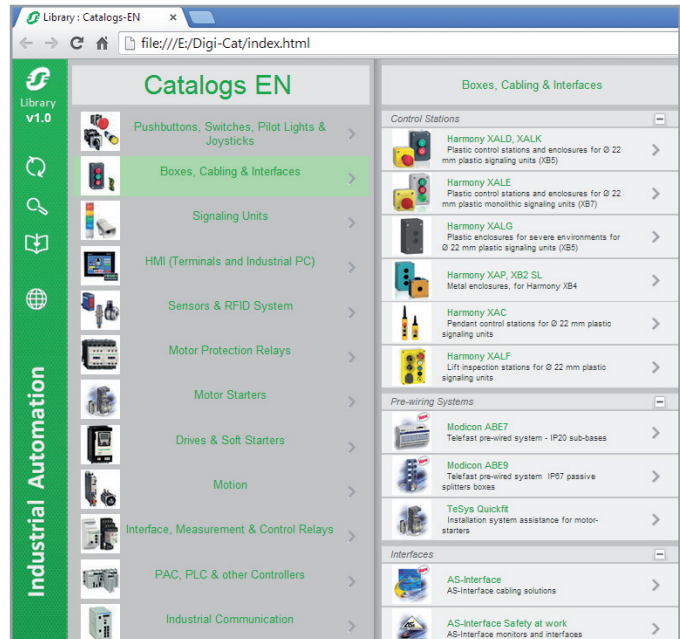 Library : Catalogs-EN
file:///E:/Digi-Cat/index.html
Library
v1.0
Industrial Automation
Catalogs EN
Pushbuttons, Switches, Pilot Lights &
Joysticks
Boxes, Cabling & Interfaces
Signaling Units
HMI (Terminals and Industrial PC)
Sensors & RFID System
Motor Protection Relays
Motor Starters
Drives & Soft Starters
Motion
Interface, Measurement & Control Relays
PAC, PLC & other Controllers
Industrial Communication
Boxes, Cabling & Interfaces
Control Stations
Harmony XALD, XALK
Plastic control stations and enclosures for Ø 22
mm plastic signaling units (XB5)
Harmony XALE
Plastic control stations and enclosures for Ø 22
mm plastic monolithic signaling units (XB7)
Harmony XALG
Plastic enclosures for severe environments for
Ø 22 mm plastic signaling units (XB5)
Harmony XAP, XB2 SL
Metal enclosures, for Harmony XB4
Harmony XAC
Pendant control stations for Ø 22 mm plastic
signaling units
Harmony XALF
Lift inspection stations for Ø 22 mm plastic
signaling units
Pre-wiring Systems
Modicon ABE7
Telefast pre-wired system - IP20 sub-bases
Modicon ABE9
Telefast pre-wired system IP67 passive
splitters boxes
TeSys Quickfit
Installation system assistance for motor-
starters
Interfaces
AS-Interface
AS-Interface cabling solutions
AS-Interface Safety at work
AS-Interface monitors and interfaces